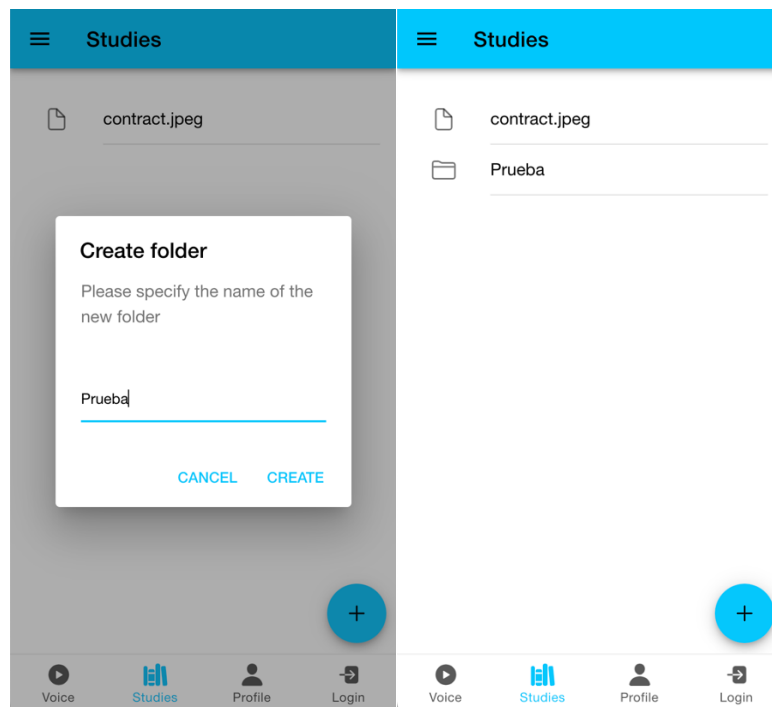 Studies
contract.jpeg
Create folder
Please specify the name of the
new folder
Prueba
CANCEL CREATE
Voice Studies Profile Login
Studies
contract.jpeg
Prueba
Voice Studies Profile Login